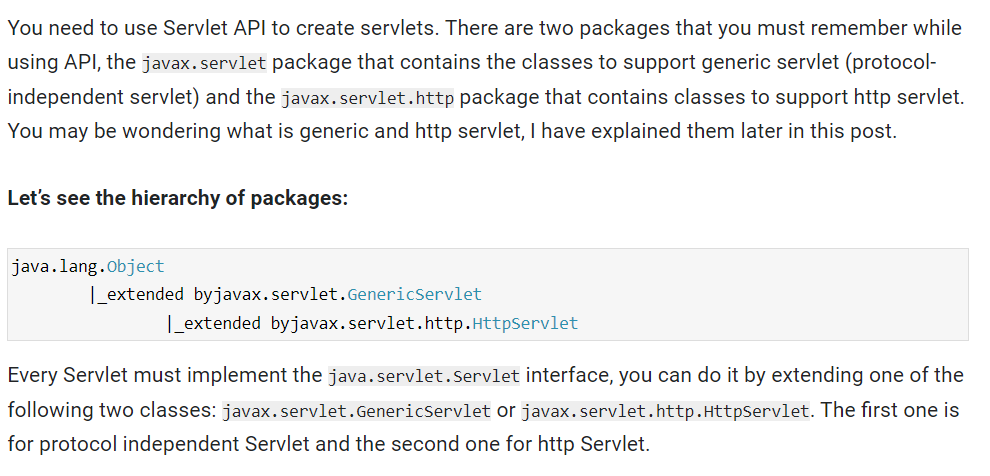 You need to use Servlet API to create servlets. There are two packages that you must remember while
using API, the javax.servlet package that contains the classes to support generic servlet (protocol-
independent servlet) and the javax.servlet.http package that contains classes to support http servlet.
You may be wondering what is generic and http servlet, I have explained them later in this post.
Let's see the hierarchy of packages:
java.lang.Object
|_extended byjavax.servlet.GenericServlet
|_extended byjavax.servlet.http.HttpServlet
Every Servlet must implement the java.servlet.Servlet interface, you can do it by extending one of the
following two classes: javax.servlet.GenericServlet or javax.servlet.http.HttpServlet. The first one is
for protocol independent Servlet and the second one for http Servlet.